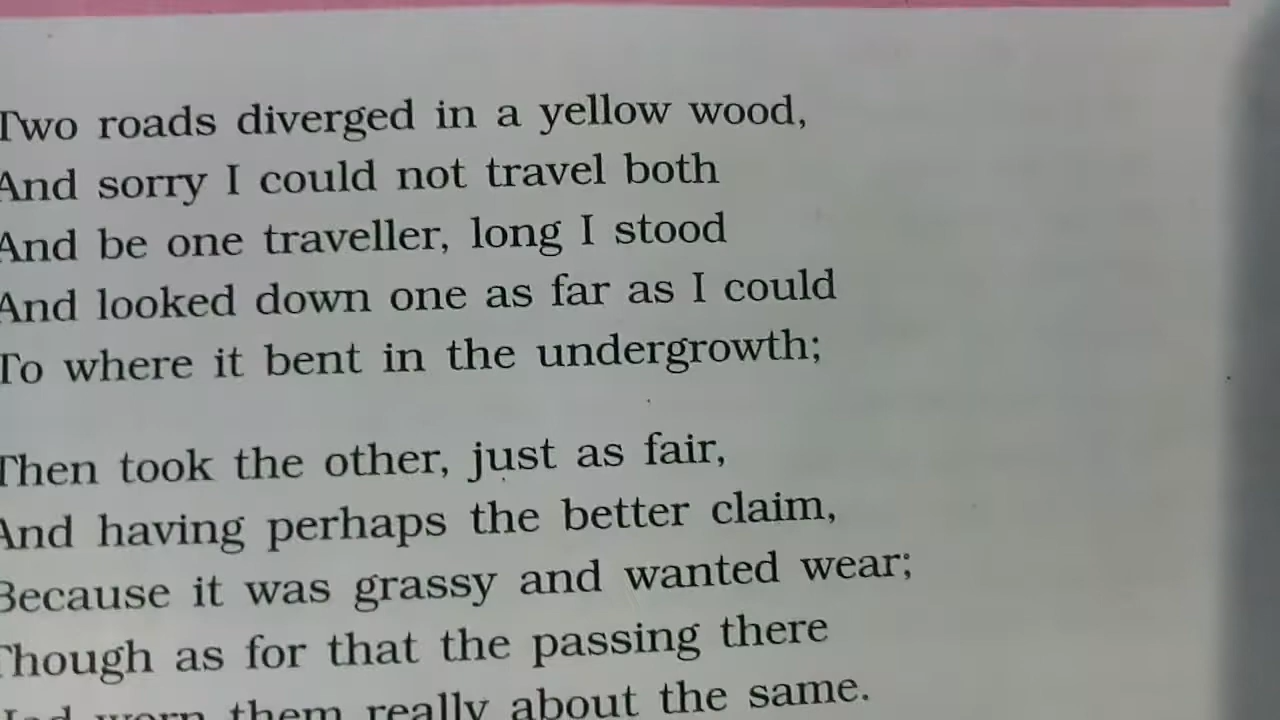 Two roads diverged in a yellow wood,
And sorry I could not travel both
And be one traveller, long I stood
And looked down one as far as I could
To where it bent in the undergrowth;
Then took the other, just as fair,
And having perhaps the better claim,
Because it was grassy and wanted wear;
Though as for that the passing there
Had worn them really about the same.